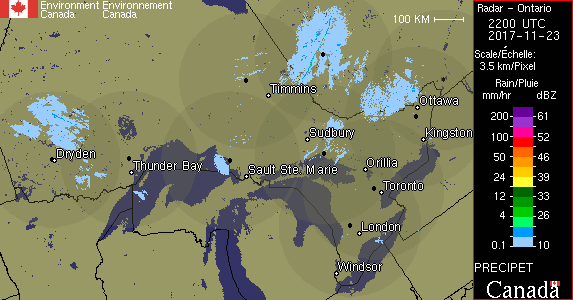 Environment Environnement
Canada Canada
100 KM
Timmins
Ottawa
Sudbury
Kingston
Dryden
Thunder Bay
Sault Ste. Marie
Orillia
Toronto
London
Windsor
Radar - Ontario
2200 UTC
2017-11-23
Scale/Échelle:
3.5 km/Pixel
Rain/Pluie
mm/hr dBZ
200 61
100 52
50 50
24 46
12 33
4 26
0.1 10
PRECIPET
Canada